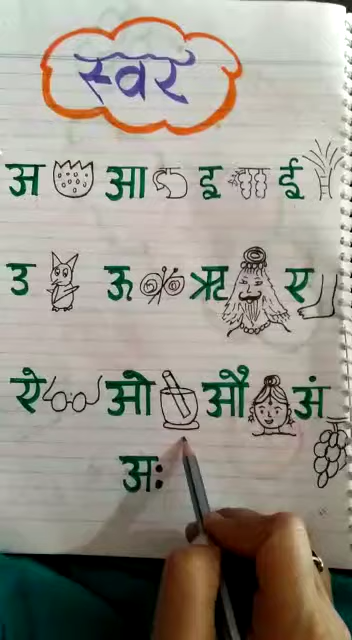 स्वर
अ आ इ ई
उ ऊ ऋ ए
ऐ ओ औ अं
अः